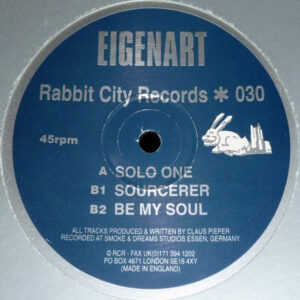 EIGENART
Rabbit City Records * 030
45rpm
A SOLO ONE
B1 SOURCERER
B2 BE MY SOUL
ALL TRACKS PRODUCED & WRITTEN BY CLAUS PIEPER
RECORDED AT SMOKE & DREAMS STUDIOS ESSEN, GERMANY.
℗ RCR - FAX UK(0)171 394 1202
PO BOX 4671 LONDON SE16 4XY
(MADE IN ENGLAND)